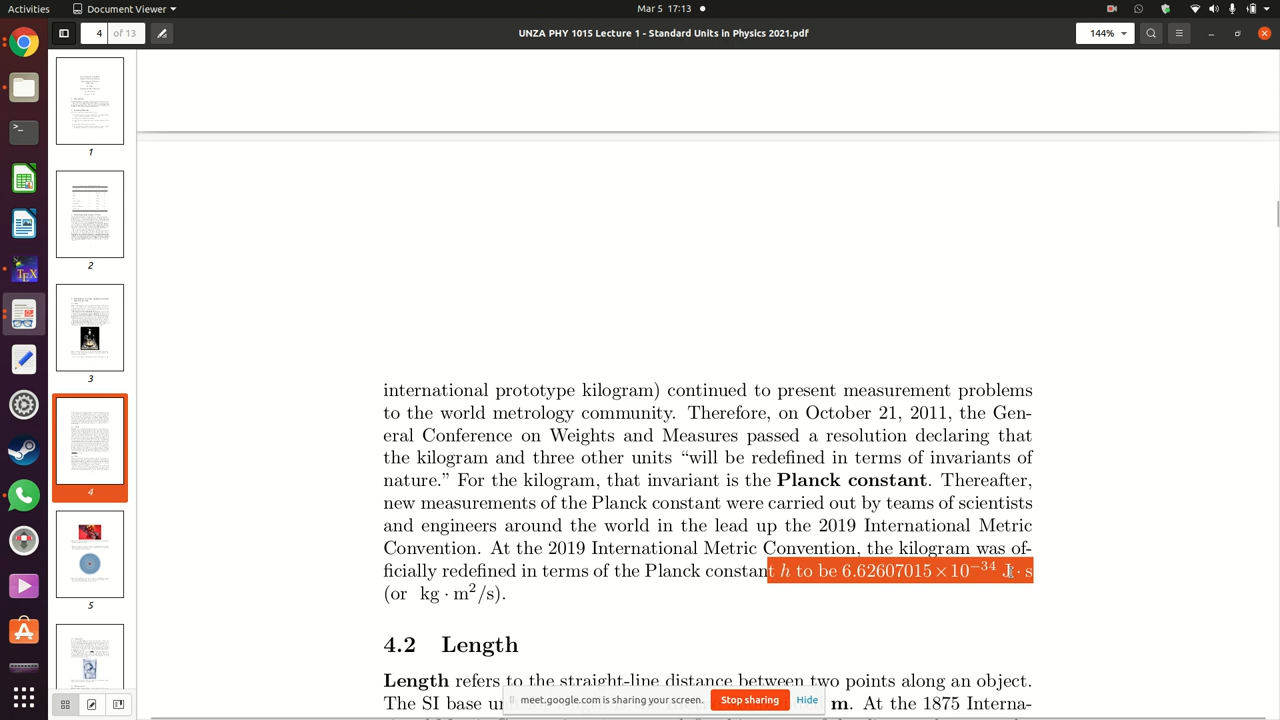 Activities
Document Viewer
Mar 5 17:13
4
of 13
UNZA PHY 1015 Lecture 1 - Standard Units in Physics 2021.pdf
144%
1
2
3
4
5
TEX
international prototype kilogram) continued to present measurement problems
to the world metrology community. Therefore, on October 21, 2011, the Gen-
eral Conference on Weights and Measures passed a resolution declaring that
the kilogram and three other units “will be redefined in terms of invariants of
nature.” For the kilogram, that invariant is the Planck constant. Thereafter,
new measurements of the Planck constant were carried out by teams of scientists
and engineers around the world in the lead up the 2019 International Metric
Convention. At the 2019 International Metric Convention, the kilogram was of-
ficially redefined in terms of the Planck constant h to be 6.62607015×10⁻³⁴ J·s
(or kg·m²/s).
4.2 Length
Length refers to the straight-line distance between two points along an object.
The SI base un
m. At the 1875 Interna-
meet.google.com is sharing your screen.
Stop sharing
Hide